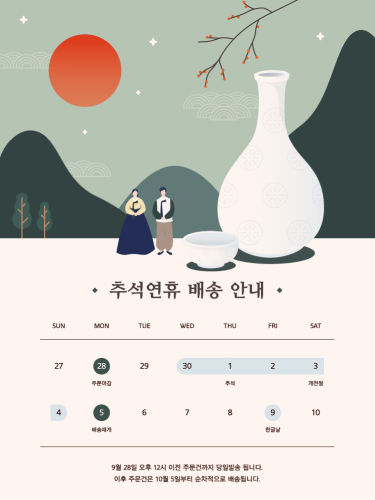 추석연휴 배송 안내
SUN MON TUE WED THU FRI SAT
27 28 29 30 1 2 3
주문마감 추석 개천절
4 5 6 7 8 9 10
배송재개 한글날
9월 28일 오후 12시 이전 주문건까지 당일발송 됩니다.
이후 주문건은 10월 5일부터 순차적으로 배송됩니다.